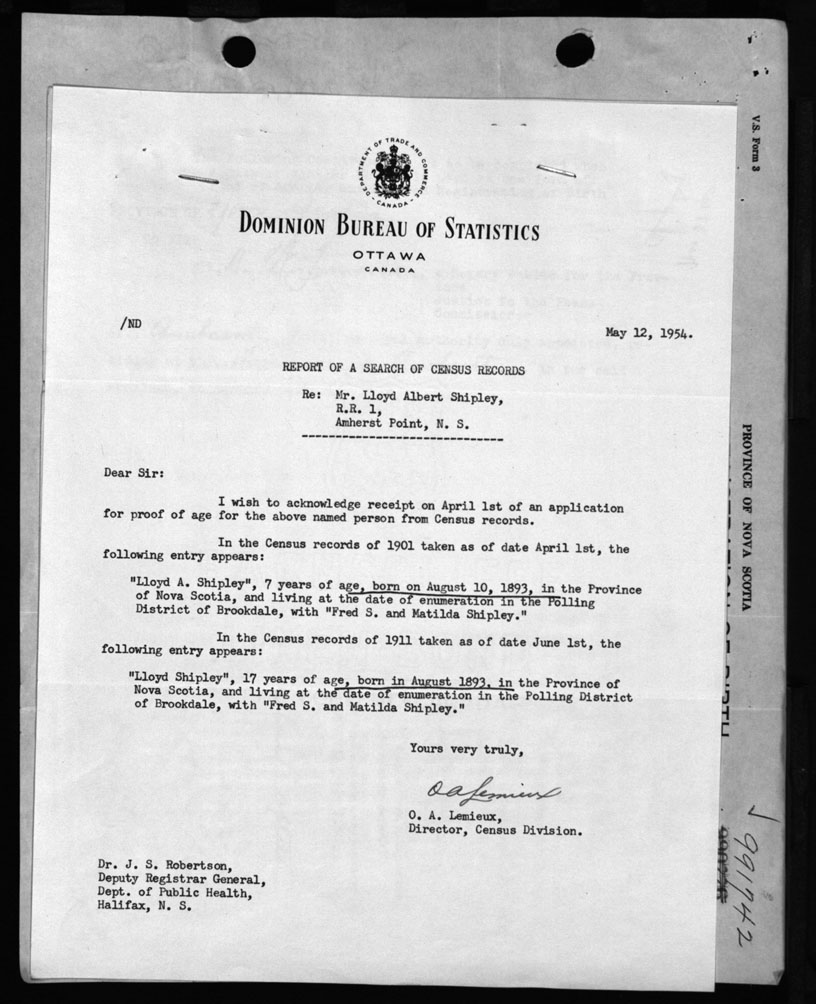 DEPARTMENT OF TRADE AND COMMERCE
CANADA
DOMINION BUREAU OF STATISTICS
OTTAWA
CANADA
/ND
May 12, 1954.
REPORT OF A SEARCH OF CENSUS RECORDS
Re: Mr. Lloyd Albert Shipley,
R.R. 1,
Amherst Point, N. S.
Dear Sir:
I wish to acknowledge receipt on April 1st of an application
for proof of age for the above named person from Census records.
In the Census records of 1901 taken as of date April 1st, the
following entry appears:
"Lloyd A. Shipley", 7 years of age, born on August 10, 1893, in the Province
of Nova Scotia, and living at the date of enumeration in the Polling
District of Brookdale, with "Fred S. and Matilda Shipley."
In the Census records of 1911 taken as of date June 1st, the
following entry appears:
"Lloyd Shipley", 17 years of age, born in August 1893, in the Province of
Nova Scotia, and living at the date of enumeration in the Polling District
of Brookdale, with "Fred S. and Matilda Shipley."
Yours very truly,
O A Lemieux
O. A. Lemieux,
Director, Census Division.
Dr. J. S. Robertson,
Deputy Registrar General,
Dept. of Public Health,
Halifax, N. S.
V.S. Form 3
PROVINCE OF NOVA SCOTIA
OF BIRTH
991742